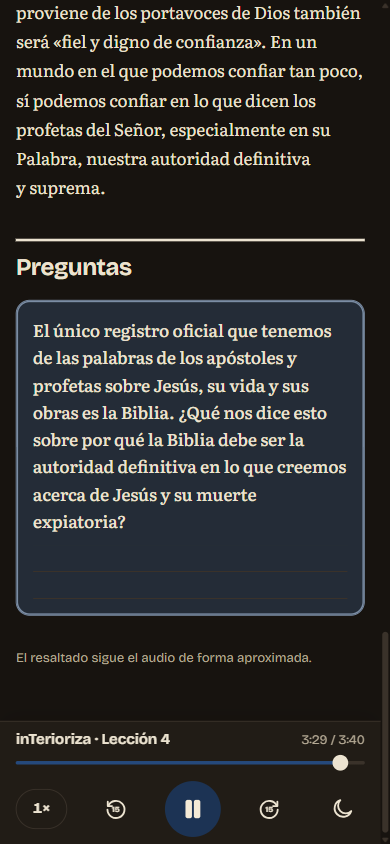 proviene de los portavoces de Dios también
será «fiel y digno de confianza». En un
mundo en el que podemos confiar tan poco,
sí podemos confiar en lo que dicen los
profetas del Señor, especialmente en su
Palabra, nuestra autoridad definitiva
y suprema.
Preguntas
El único registro oficial que tenemos
de las palabras de los apóstoles y
profetas sobre Jesús, su vida y sus
obras es la Biblia. ¿Qué nos dice esto
sobre por qué la Biblia debe ser la
autoridad definitiva en lo que creemos
acerca de Jesús y su muerte
expiatoria?
El resaltado sigue el audio de forma aproximada.
inTerioriza · Lección 4 3:29 / 3:40
1× 15 15